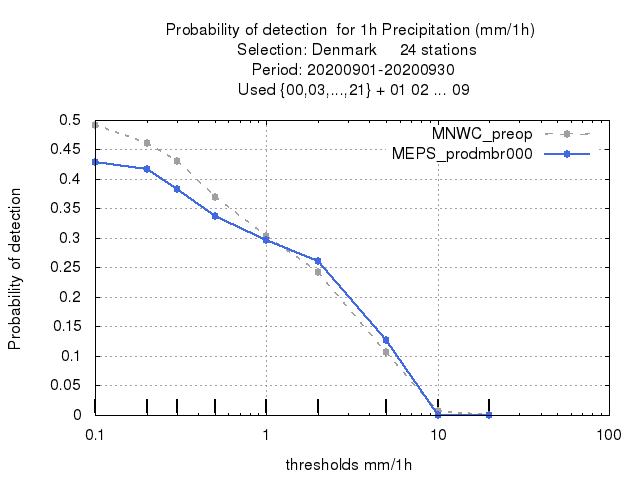 Probability of detection  for 1h Precipitation (mm/1h)
Selection: Denmark     24 stations
Period: 20200901-20200930
Used {00,03,...,21} + 01 02 ... 09
MNWC_preop
MEPS_prodmbr000
Probability of detection
0.5
0.45
0.4
0.35
0.3
0.25
0.2
0.15
0.1
0.05
0
0.1
1
10
100
thresholds mm/1h